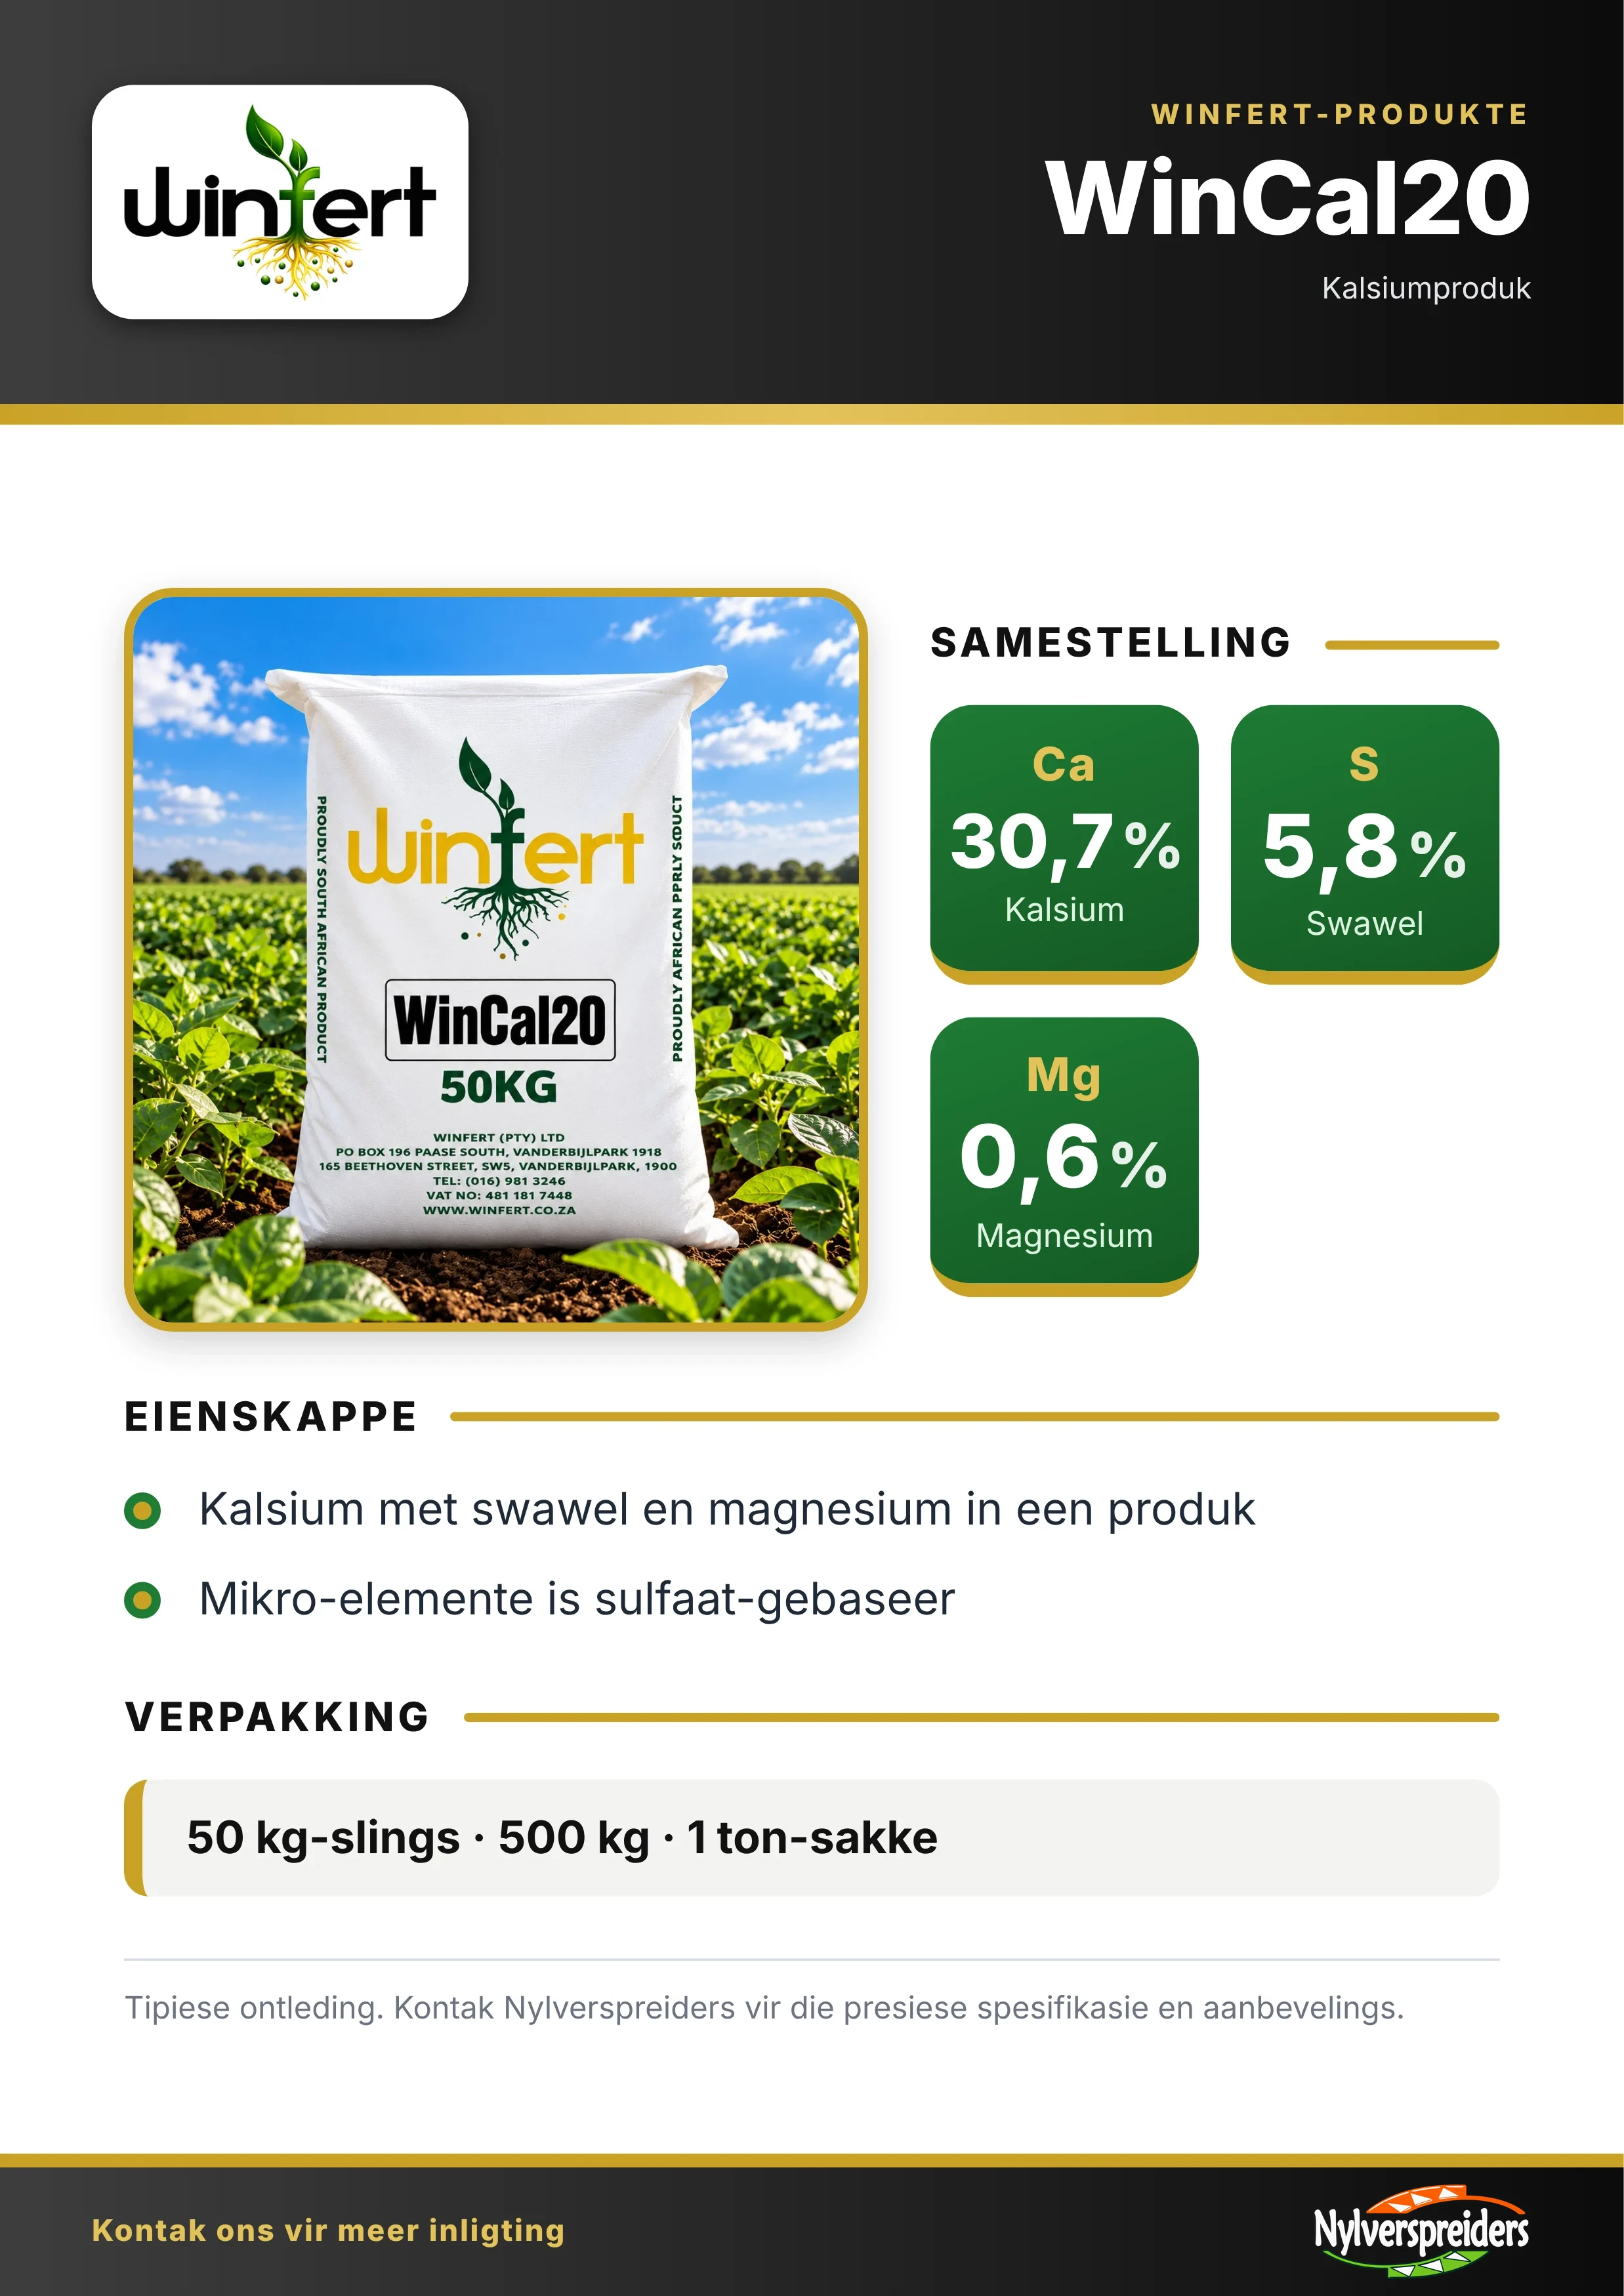 winfert
WINFERT-PRODUKTE
WinCal20
Kalsiumproduk
PROUDLY SOUTH AFRICAN PRODUCT
winfert
PROUDLY AFRICAN PPRLY
WinCal20
50KG
WINFERT (PTY) LTD
PO BOX 196 PAASE SOUTH, VANDERBIJLPARK 1918
165 BEETHOVEN STREET, SW5, VANDERBIJLPARK, 1900
TEL: (016) 981 3246
VAT NO: 481 181 7448
WWW.WINFERT.CO.ZA
SAMESTELLING
Ca
30,7%
Kalsium
S
5,8%
Swawel
Mg
0,6%
Magnesium
EIENSKAPPE
Kalsium met swawel en magnesium in een produk
Mikro-elemente is sulfaat-gebaseer
VERPAKKING
50 kg-slings · 500 kg · 1 ton-sakke
Tipiese ontleding. Kontak Nylverspreiders vir die presiese spesifikasie en aanbevelings.
Kontak ons vir meer inligting
Nylverspreiders